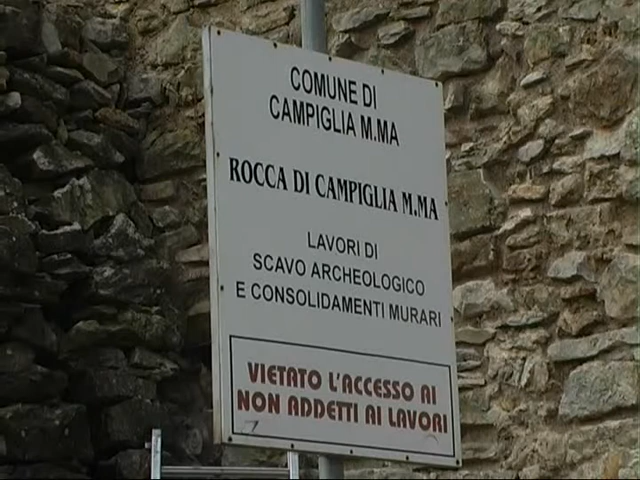 COMUNE DI
CAMPIGLIA M.MA
ROCCA DI CAMPIGLIA M.MA
LAVORI DI
SCAVO ARCHEOLOGICO
E CONSOLIDAMENTI MURARI
VIETATO L'ACCESSO AI
NON ADDETTI AI LAVORI